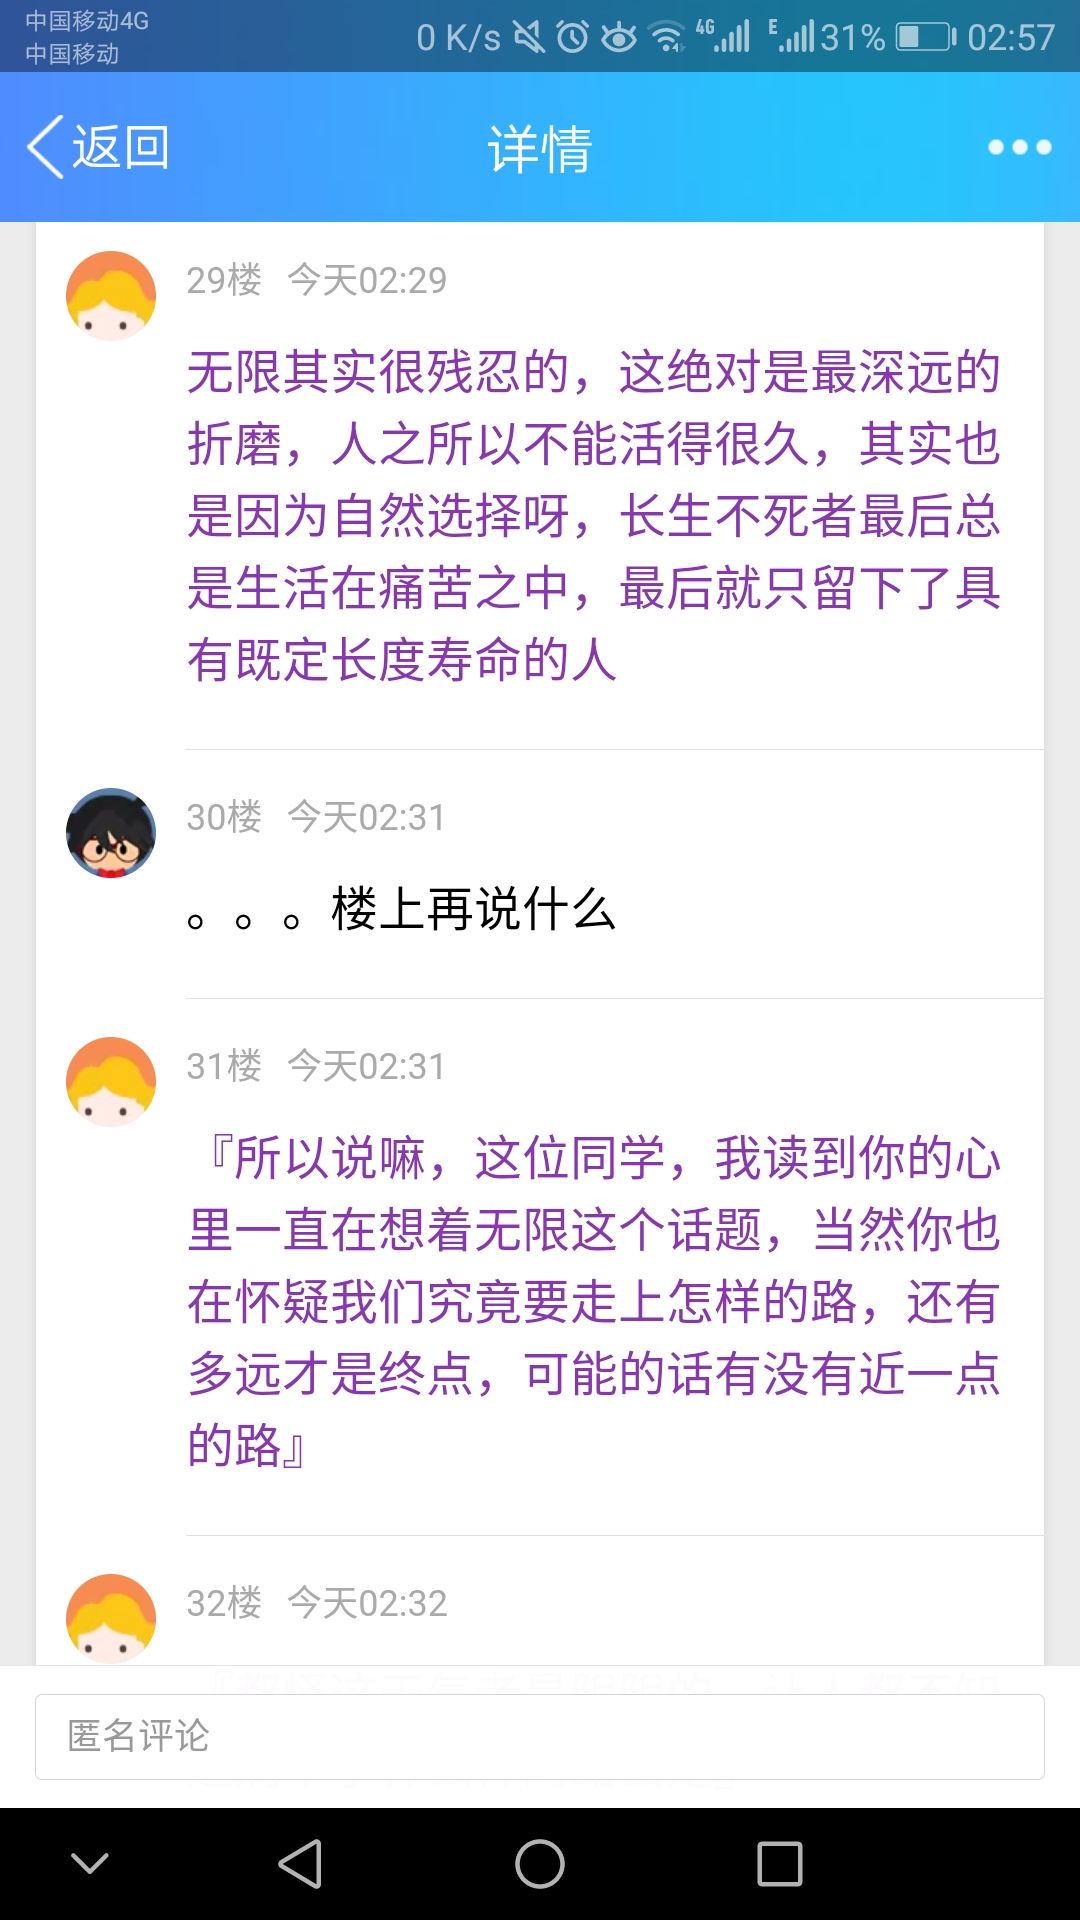 中国移动4G
中国移动
0 K/s 4G E 31% 02:57
返回
详情
29楼 今天02:29
无限其实很残忍的，这绝对是最深远的
折磨，人之所以不能活得很久，其实也
是因为自然选择呀，长生不死者最后总
是生活在痛苦之中，最后就只留下了具
有既定长度寿命的人
30楼 今天02:31
。。。楼上再说什么
31楼 今天02:31
『所以说嘛，这位同学，我读到你的心
里一直在想着无限这个话题，当然你也
在怀疑我们究竟要走上怎样的路，还有
多远才是终点，可能的话有没有近一点
的路』
32楼 今天02:32
匿名评论